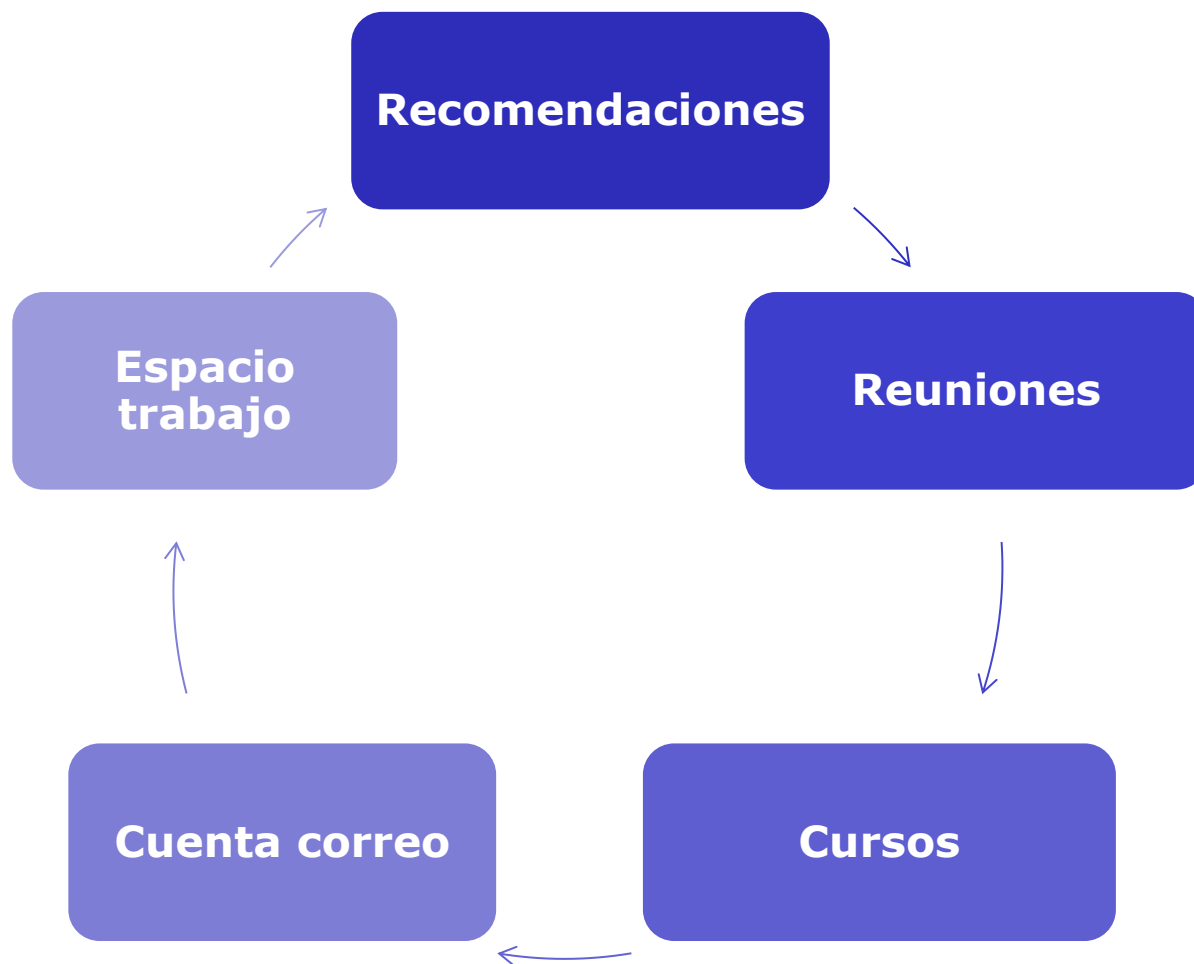 Recomendaciones
Reuniones
Cursos
Cuenta correo
Espacio
trabajo